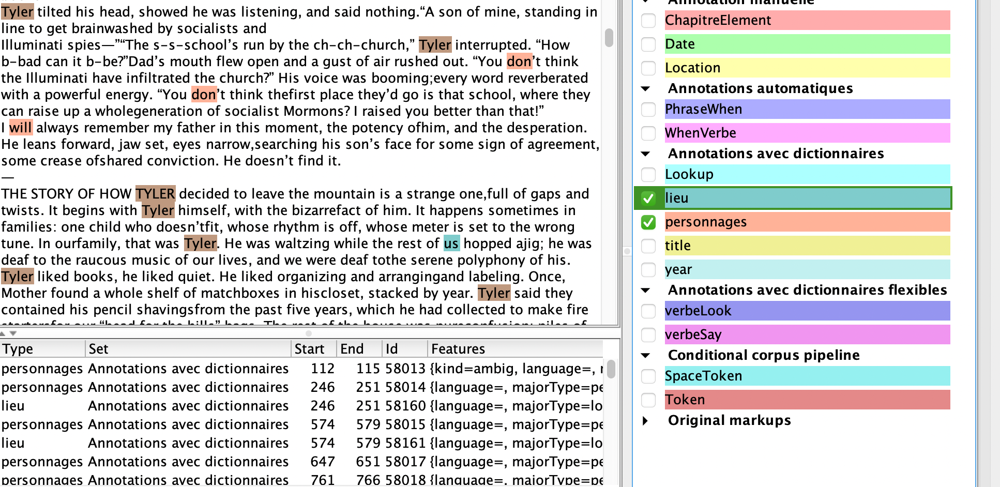 Tyler tilted his head, showed he was listening, and said nothing.“A son of mine, standing in
line to get brainwashed by socialists and
Illuminati spies—”“The s-s-school’s run by the ch-ch-church,” Tyler interrupted. “How
b-bad can it b-be?”Dad’s mouth flew open and a gust of air rushed out. “You don’t think
the Illuminati have infiltrated the church?” His voice was booming;every word reverberated
with a powerful energy. “You don’t think thefirst place they’d go is that school, where they
can raise up a wholegeneration of socialist Mormons? I raised you better than that!”
I will always remember my father in this moment, the potency ofhim, and the desperation.
He leans forward, jaw set, eyes narrow,searching his son’s face for some sign of agreement,
some crease ofshared conviction. He doesn’t find it.
—
THE STORY OF HOW TYLER decided to leave the mountain is a strange one,full of gaps and
twists. It begins with Tyler himself, with the bizarrefact of him. It happens sometimes in
families: one child who doesn’tfit, whose rhythm is off, whose meter is set to the wrong
tune. In ourfamily, that was Tyler. He was waltzing while the rest of us hopped ajig; he was
deaf to the raucous music of our lives, and we were deaf tothe serene polyphony of his.
Tyler liked books, he liked quiet. He liked organizing and arrangingand labeling. Once,
Mother found a whole shelf of matchboxes in hiscloset, stacked by year. Tyler said they
contained his pencil shavingsfrom the past five years, which he had collected to make fire
startersfor our “head for the hills” bags. The rest of the house was pureconfusion: piles of
Type Set Start End Id Features
personnages Annotations avec dictionnaires 112 115 58013 {kind=ambig, language=, r
personnages Annotations avec dictionnaires 246 251 58014 {language=, majorType=pe
lieu Annotations avec dictionnaires 246 251 58160 {language=, majorType=lo
personnages Annotations avec dictionnaires 574 579 58015 {language=, majorType=pe
lieu Annotations avec dictionnaires 574 579 58161 {language=, majorType=lo
personnages Annotations avec dictionnaires 647 651 58017 {language=, majorType=pe
personnages Annotations avec dictionnaires 761 766 58018 {language=, majorType=pe
Annotation manuelle
ChapitreElement
Date
Location
Annotations automatiques
PhraseWhen
WhenVerbe
Annotations avec dictionnaires
Lookup
lieu
personnages
title
year
Annotations avec dictionnaires flexibles
verbeLook
verbeSay
Conditional corpus pipeline
SpaceToken
Token
Original markups